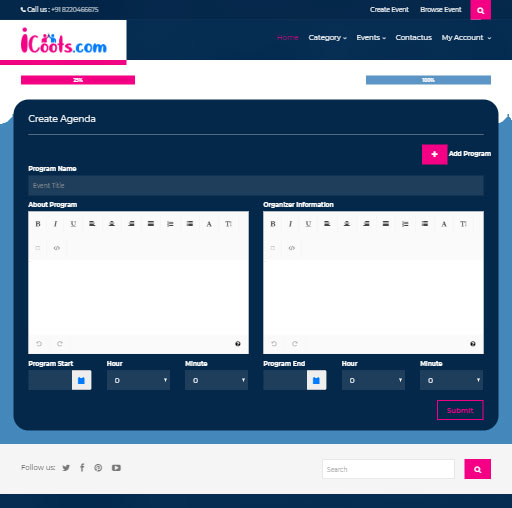 Call us : +91 8220466675
Create Event Browse Event
iCoots.com
Home Category Events Contactus My Account
25% 100%
Create Agenda
+ Add Program
Program Name
Event Title
About Program Organizer Information
B I U A T B I U A T
</> </>
Program Start Hour Minute Program End Hour Minute
0 0 0 0
Submit
Follow us:
Search